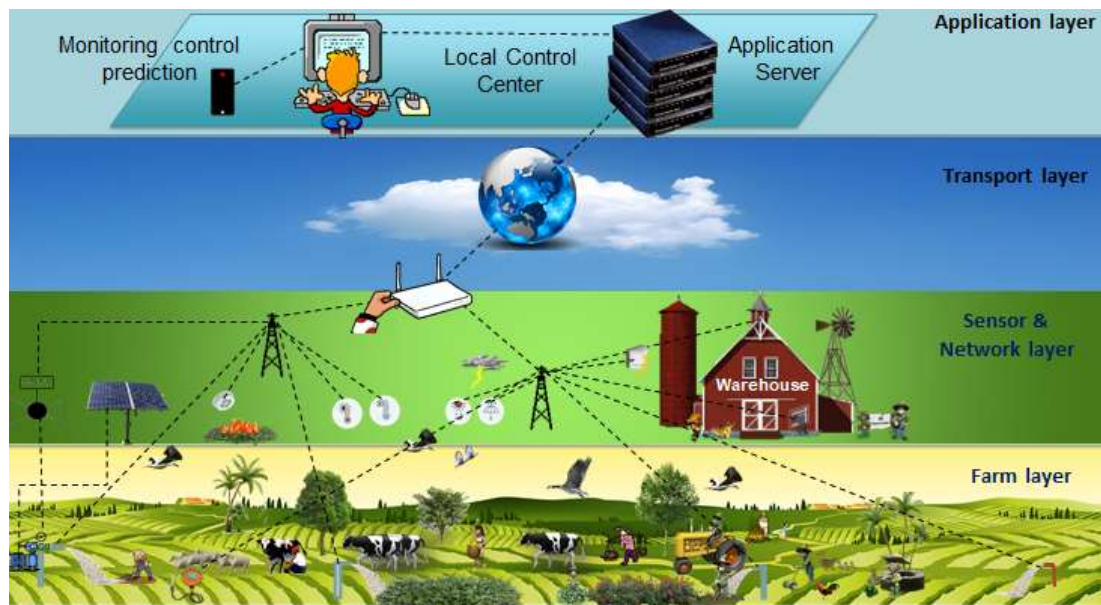 Application layer
Monitoring control
prediction
Local Control
Center
Application
Server
Transport layer
Sensor &
Network layer
Warehouse
Farm layer